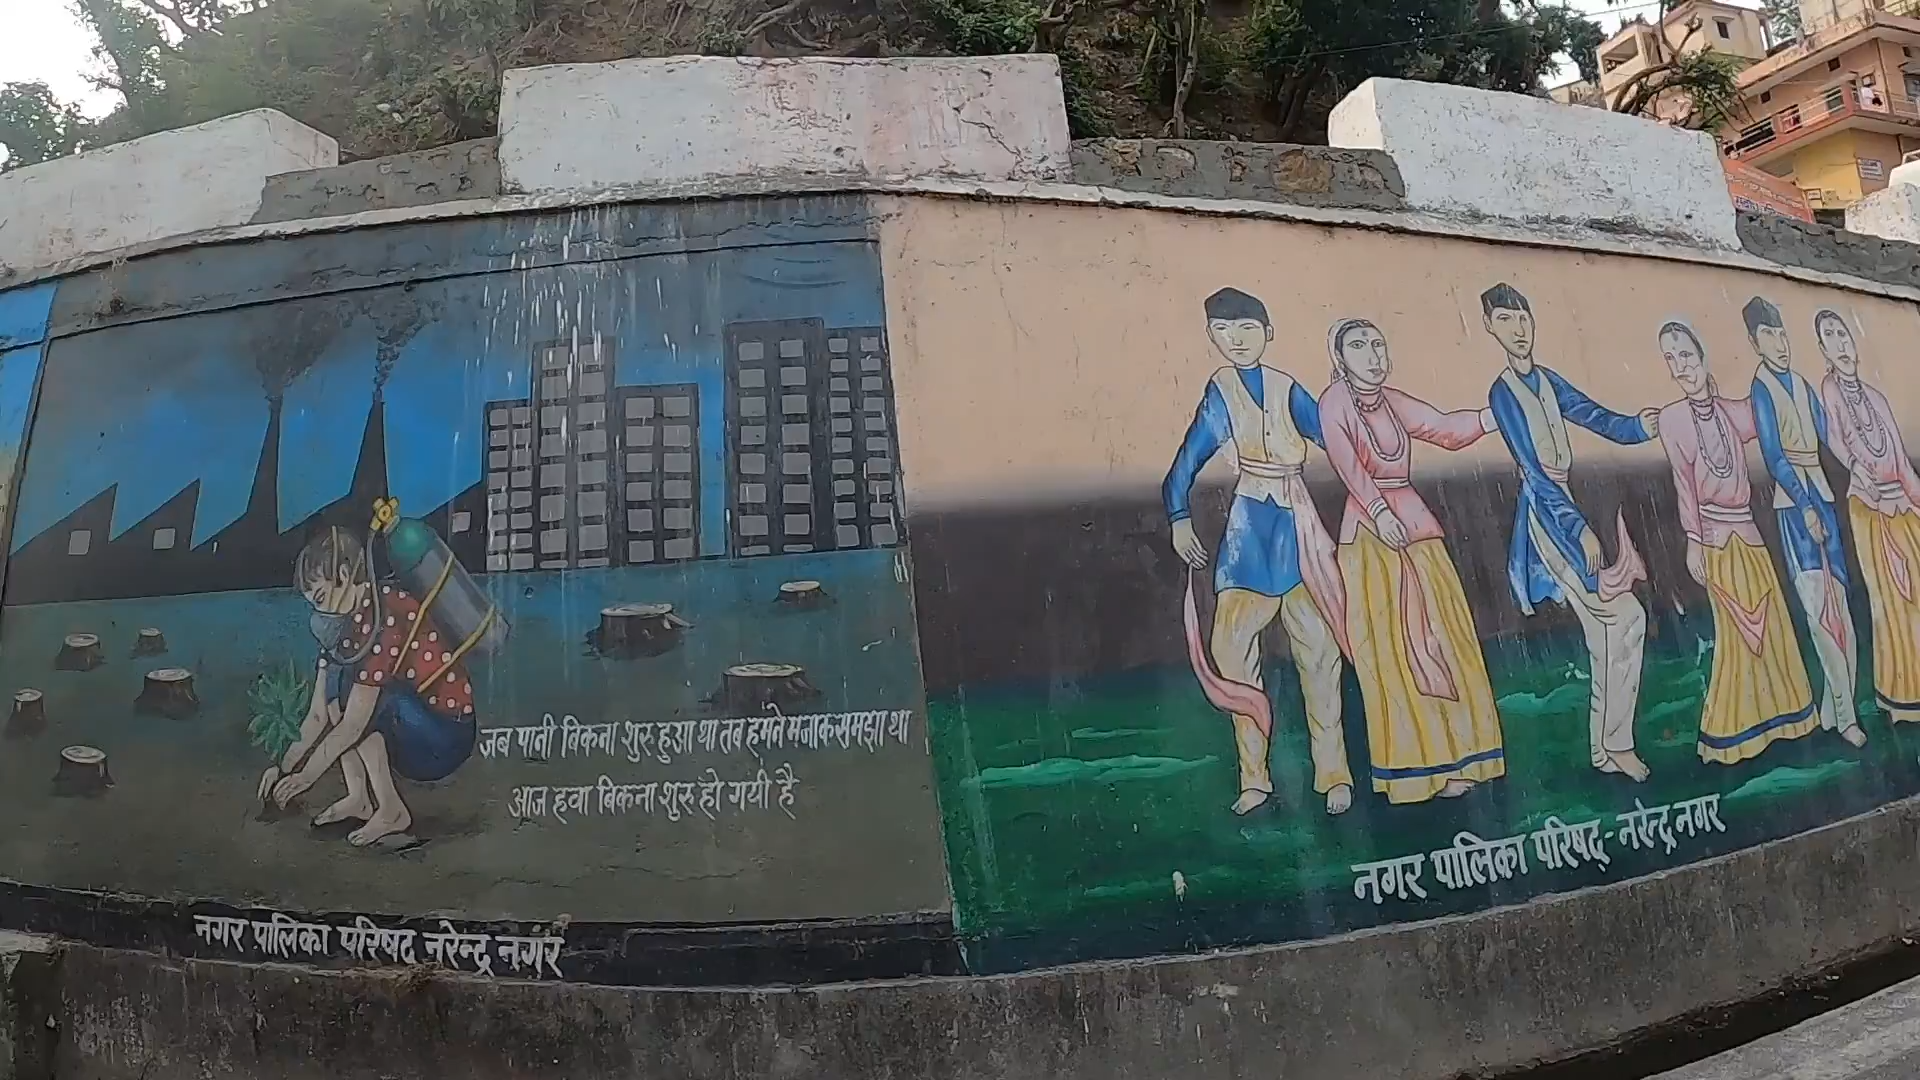 जब पानी बिकना शुरु हुआ था तब हमने मजाक समझा था
आज हवा बिकना शुरु हो गयी है
नगर पालिका परिषद नरेन्द्र नगर
नगर पालिका परिषद्-नरेन्द्र नगर